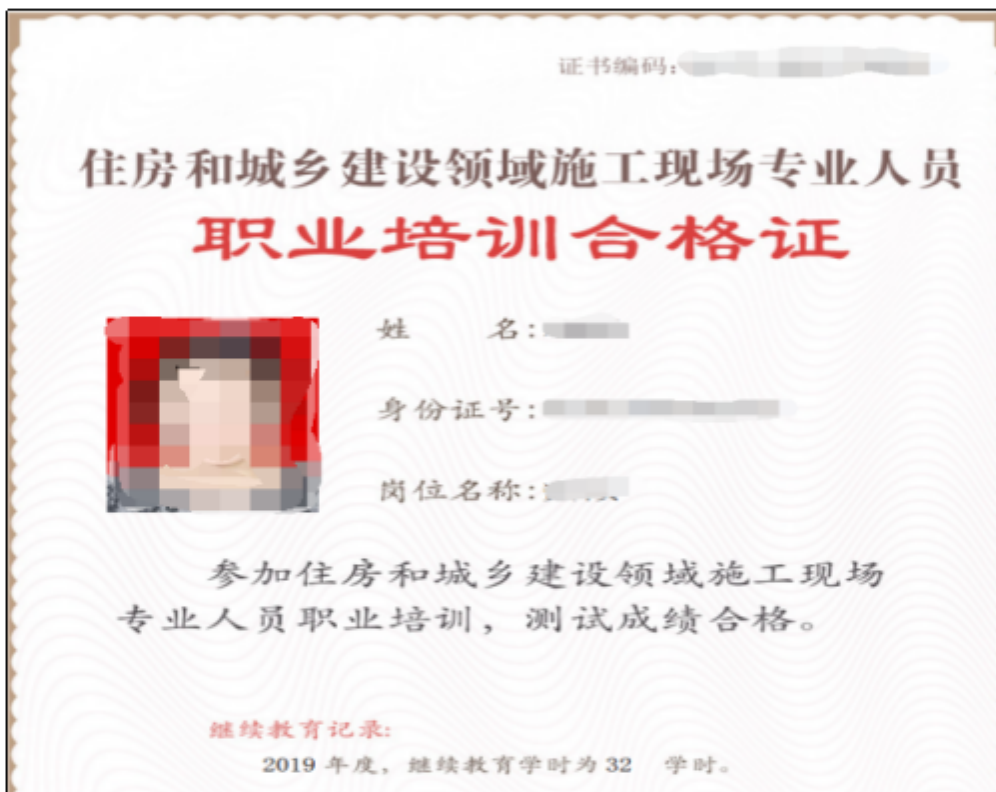 证书编码:
住房和城乡建设领域施工现场专业人员
职业培训合格证
姓 名:
身份证号:
岗位名称:
参加住房和城乡建设领域施工现场
专业人员职业培训，测试成绩合格。
继续教育记录:
2019 年度，继续教育学时为 32 学时。